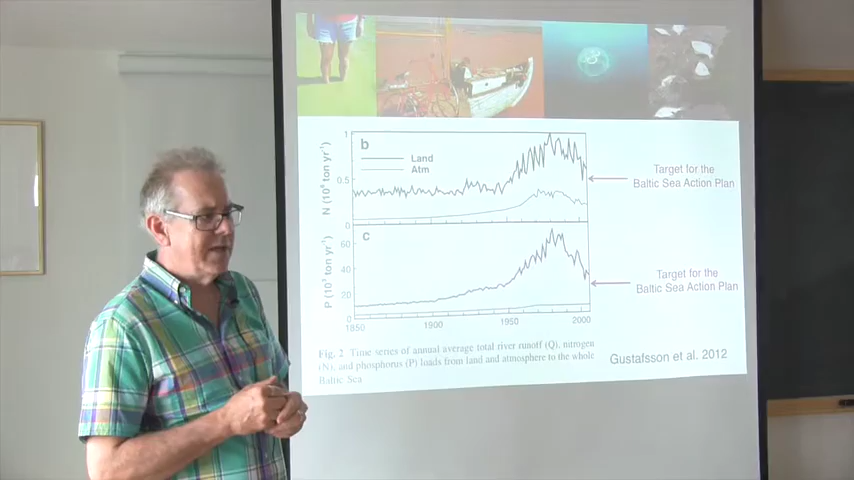 1
b
Land
Atm
0.5
N (10⁶ ton yr⁻¹)
0
Target for the
Baltic Sea Action Plan
c
60
40
20
0
P (10³ ton yr⁻¹)
1850
1900
1950
2000
Target for the
Baltic Sea Action Plan
Fig. 2 Time series of annual average total river runoff (Q), nitrogen
(N), and phosphorus (P) loads from land and atmosphere to the whole
Baltic Sea
Gustafsson et al. 2012